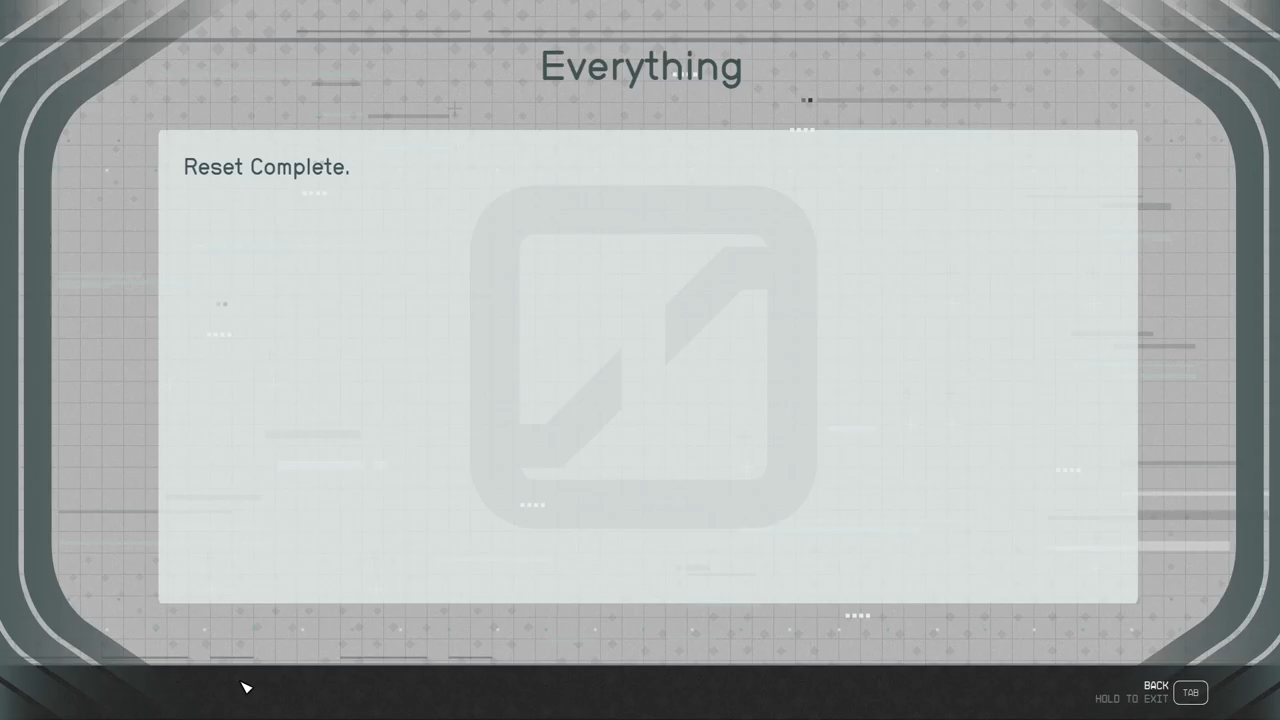 Everything
Reset Complete.
BACK
HOLD TO EXIT
TAB